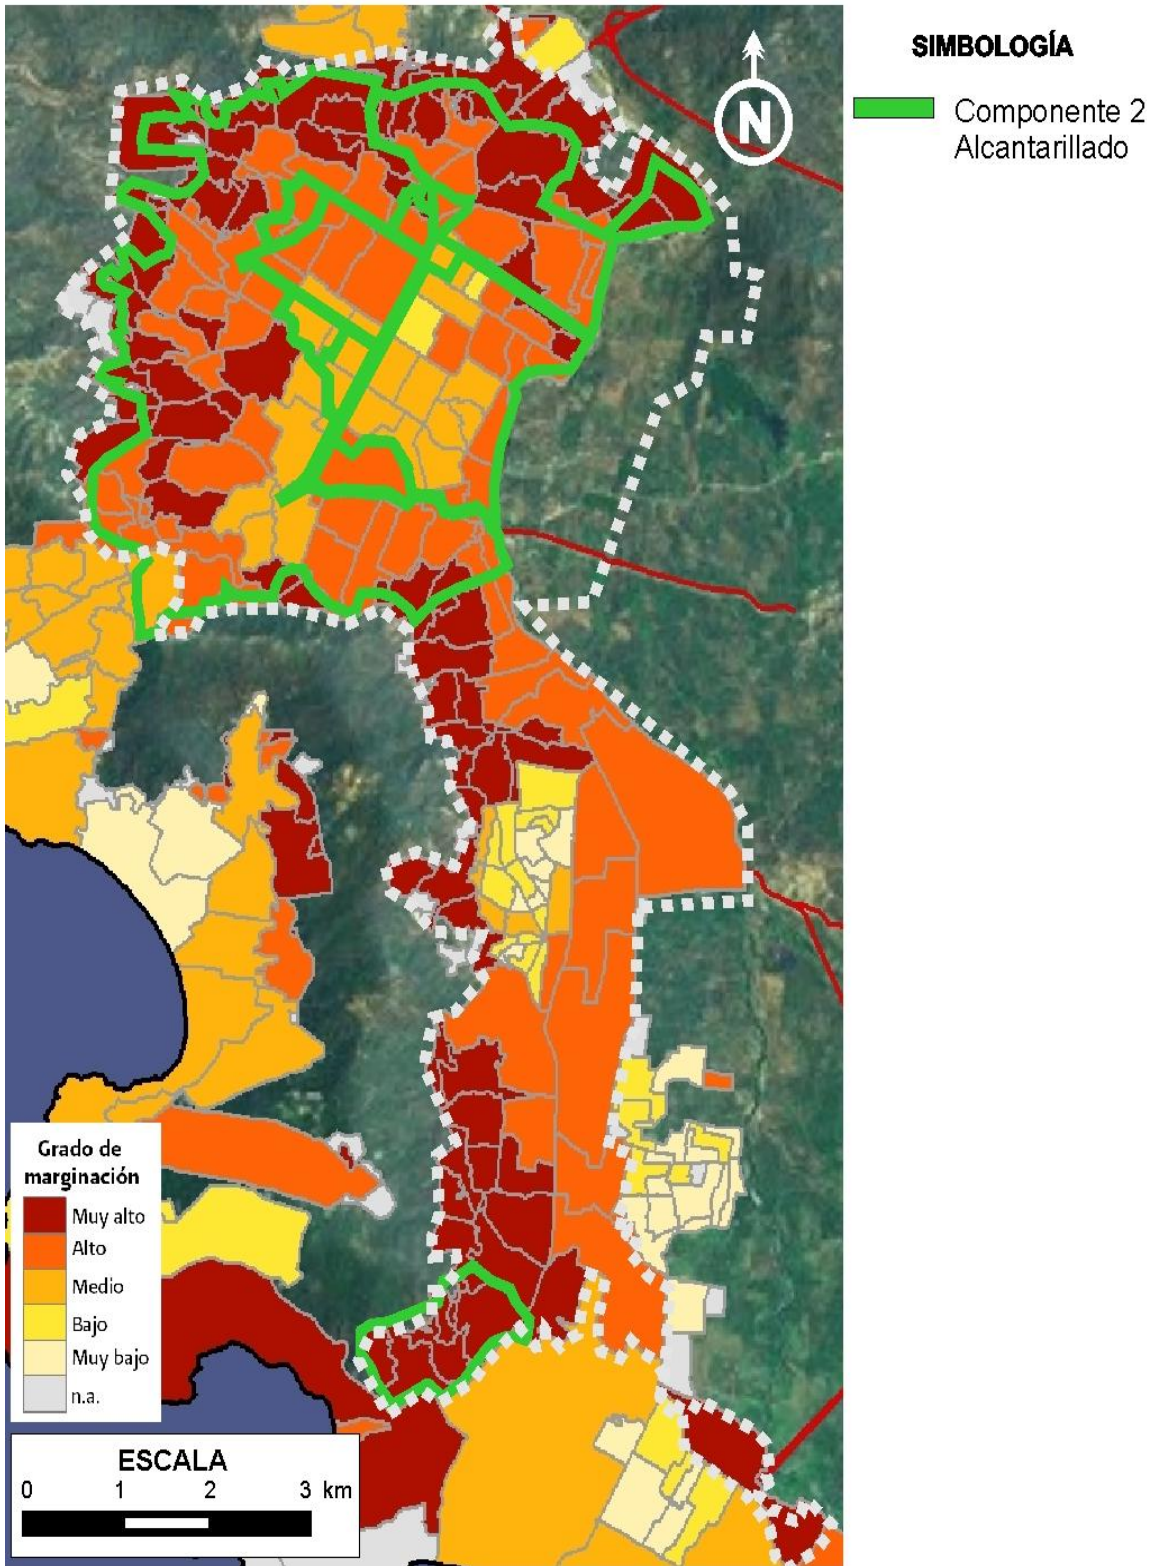 SIMBOLOGÍA
Componente 2
Alcantarillado
N
Grado de
marginación
Muy alto
Alto
Medio
Bajo
Muy bajo
n.a.
ESCALA
0 1 2 3 km